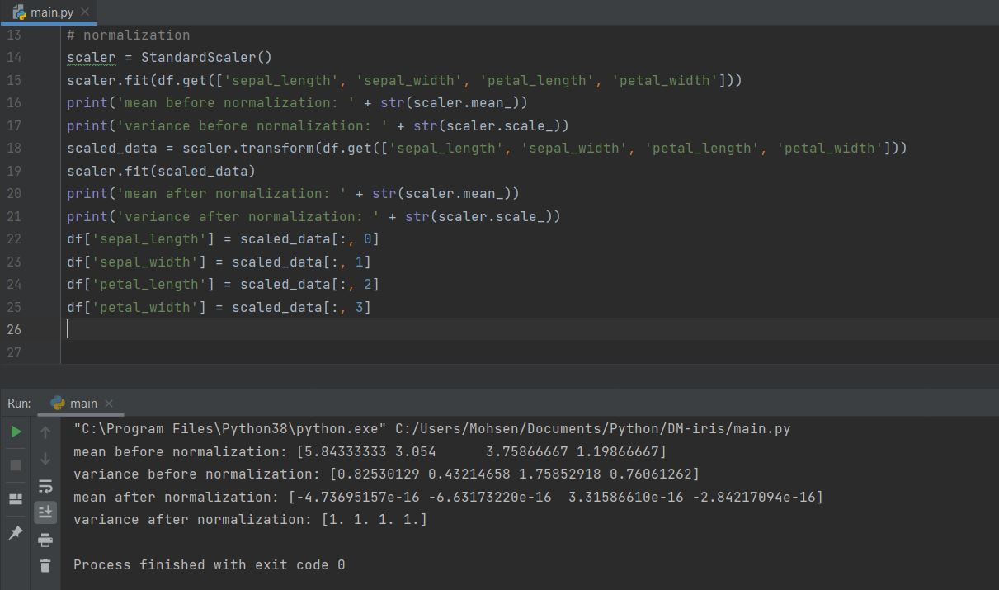 main.py
13 # normalization
14 scaler = StandardScaler()
15 scaler.fit(df.get(['sepal_length', 'sepal_width', 'petal_length', 'petal_width']))
16 print('mean before normalization: ' + str(scaler.mean_))
17 print('variance before normalization: ' + str(scaler.scale_))
18 scaled_data = scaler.transform(df.get(['sepal_length', 'sepal_width', 'petal_length', 'petal_width']))
19 scaler.fit(scaled_data)
20 print('mean after normalization: ' + str(scaler.mean_))
21 print('variance after normalization: ' + str(scaler.scale_))
22 df['sepal_length'] = scaled_data[:, 0]
23 df['sepal_width'] = scaled_data[:, 1]
24 df['petal_length'] = scaled_data[:, 2]
25 df['petal_width'] = scaled_data[:, 3]
26
27
Run: main
"C:\Program Files\Python38\python.exe" C:/Users/Mohsen/Documents/Python/DM-iris/main.py
mean before normalization: [5.84333333 3.054      3.75866667 1.19866667]
variance before normalization: [0.82530129 0.43214658 1.75852918 0.76061262]
mean after normalization: [-4.73695157e-16 -6.63173220e-16  3.31586610e-16 -2.84217094e-16]
variance after normalization: [1. 1. 1. 1.]
Process finished with exit code 0